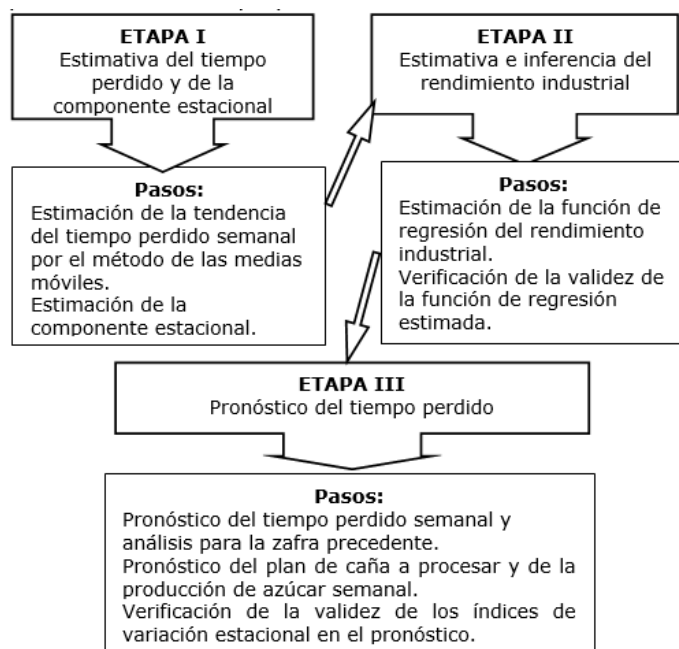 ETAPA I
Estimativa del tiempo
perdido y de la
componente estacional
Pasos:
Estimación de la tendencia
del tiempo perdido semanal
por el método de las medias
móviles.
Estimación de la
componente estacional.
ETAPA II
Estimativa e inferencia del
rendimiento industrial
Pasos:
Estimación de la función de
regresión del rendimiento
industrial.
Verificación de la validez de
la función de regresión
estimada.
ETAPA III
Pronóstico del tiempo perdido
Pasos:
Pronóstico del tiempo perdido semanal y
análisis para la zafra precedente.
Pronóstico del plan de caña a procesar y de la
producción de azúcar semanal.
Verificación de la validez de los índices de
variación estacional en el pronóstico.